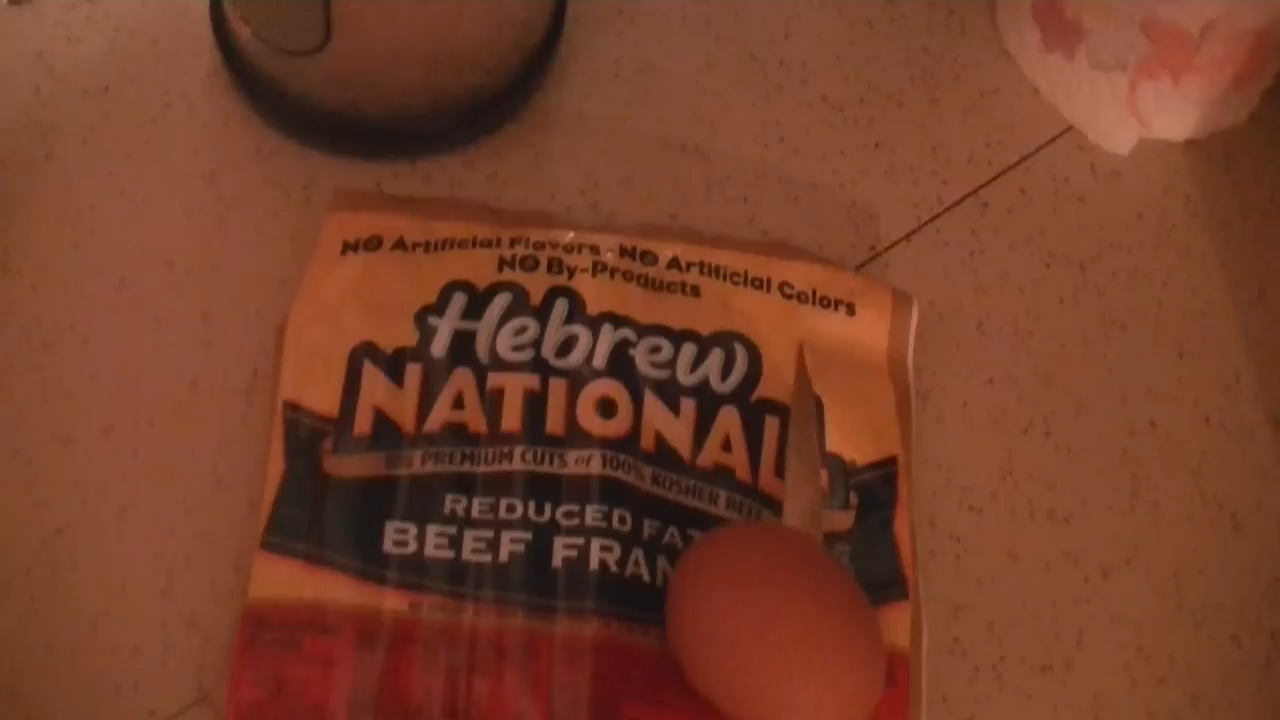 NO Artificial Flavors · NO Artificial Colors
NO By-Products
Hebrew
NATIONAL
PREMIUM CUTS of 100% KOSHER BEEF
REDUCED FAT
BEEF FRAN